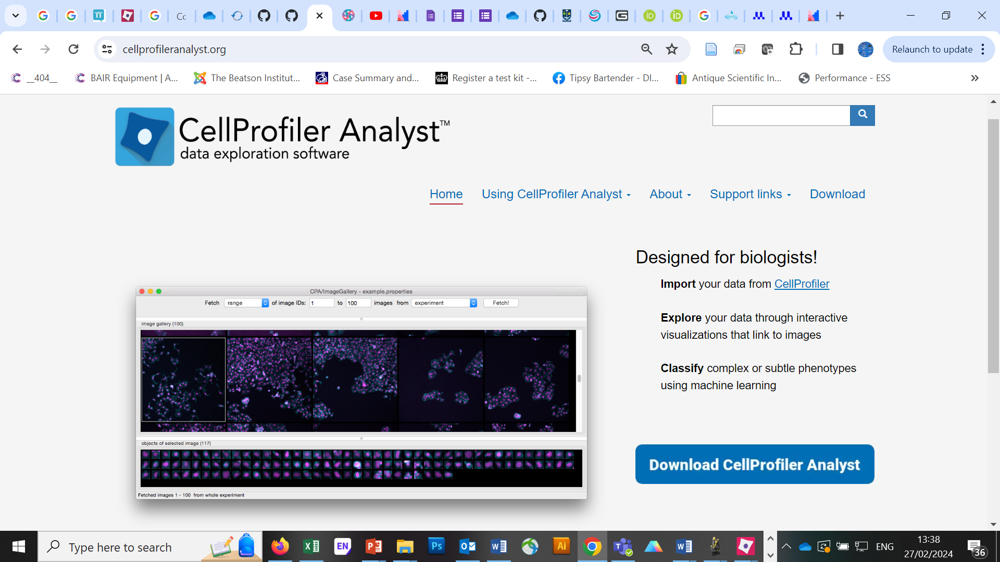 Cc
cellprofileranalyst.org
Relaunch to update
__404__
BAIR Equipment | A...
The Beatson Institut...
Case Summary and...
Register a test kit -...
Tipsy Bartender - DI...
Antique Scientific In...
Performance - ESS
CellProfiler Analyst™
data exploration software
Home
Using CellProfiler Analyst
About
Support links
Download
Designed for biologists!
Import your data from CellProfiler
Explore your data through interactive
visualizations that link to images
Classify complex or subtle phenotypes
using machine learning
CPA/ImageGallery - example.properties
Fetch range of image IDs: 1 to 100 images from experiment Fetch!
image gallery (100)
objects of selected image (117)
Fetched images 1 - 100 from whole experiment
Download CellProfiler Analyst
Type here to search
EN
Ps
Ai
ENG
13:38
27/02/2024
36